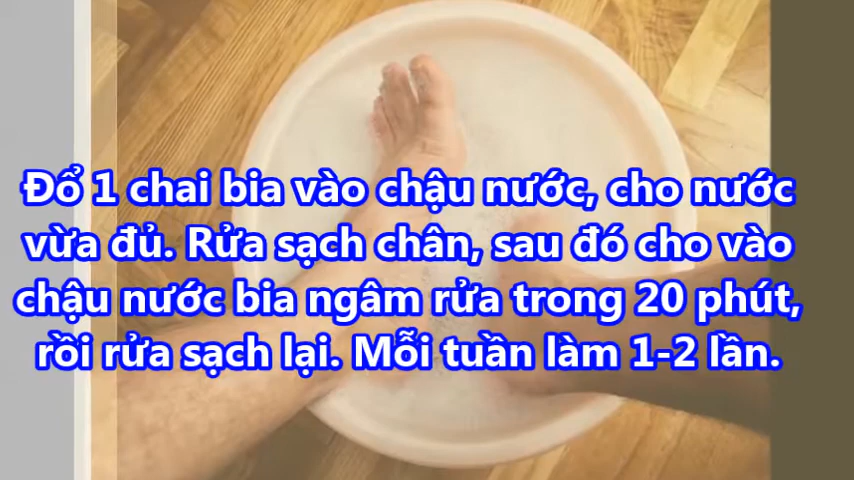 Đổ 1 chai bia vào chậu nước, cho nước
vừa đủ. Rửa sạch chân, sau đó cho vào
chậu nước bia ngâm rửa trong 20 phút,
rồi rửa sạch lại. Mỗi tuần làm 1-2 lần.